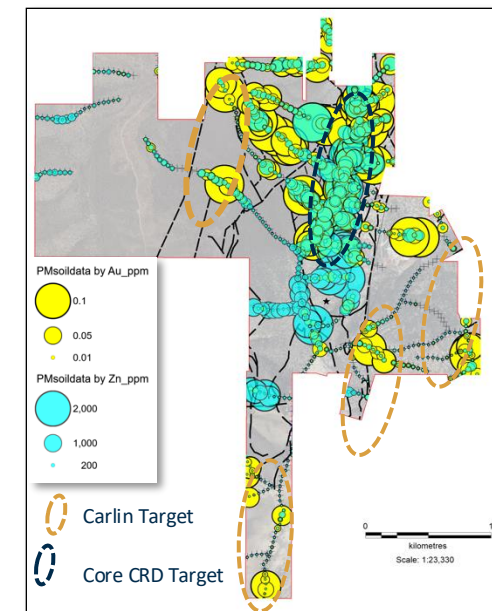 PMsoildata by Au_ppm
0.1
0.05
0.01
PMsoildata by Zn_ppm
2,000
1,000
200
Carlin Target
Core CRD Target
0
1
kilometres
Scale: 1:23,330